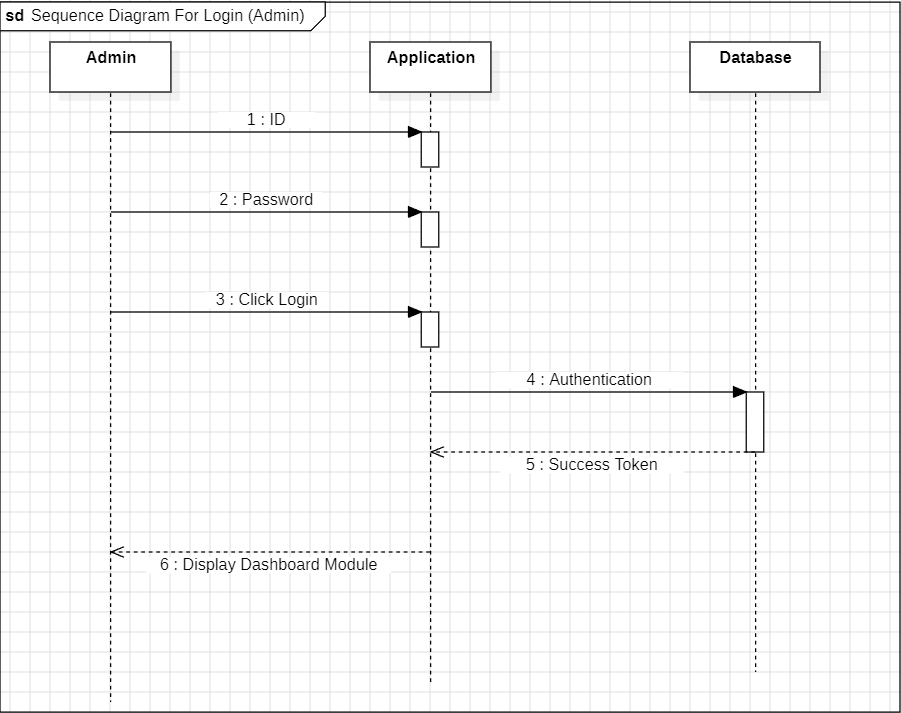 sd Sequence Diagram For Login (Admin)
Admin
Application
Database
1 : ID
2 : Password
3 : Click Login
4 : Authentication
5 : Success Token
6 : Display Dashboard Module